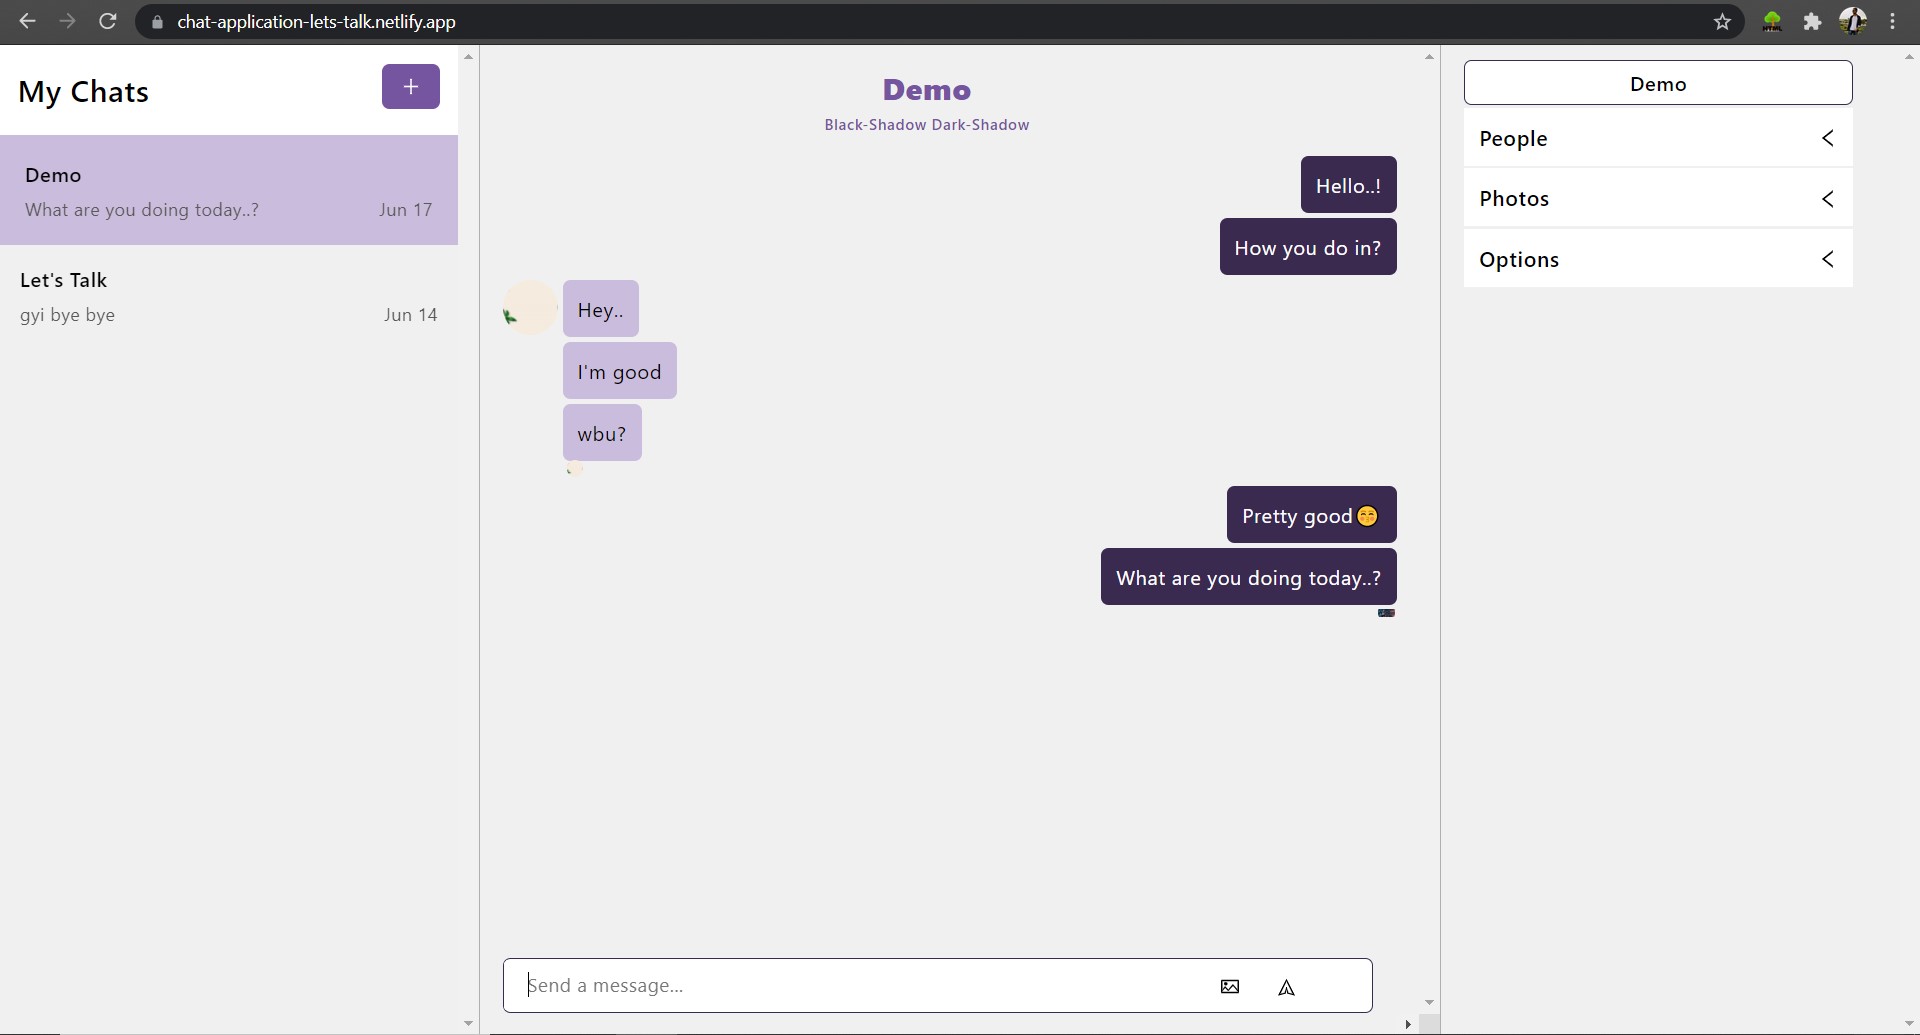 chat-application-lets-talk.netlify.app
My Chats
+
Demo
What are you doing today..? Jun 17
Let's Talk
gyi bye bye Jun 14
Demo
Black-Shadow Dark-Shadow
Hello..!
How you do in?
Hey..
I'm good
wbu?
Pretty good😚
What are you doing today..?
Send a message...
Demo
People
Photos
Options